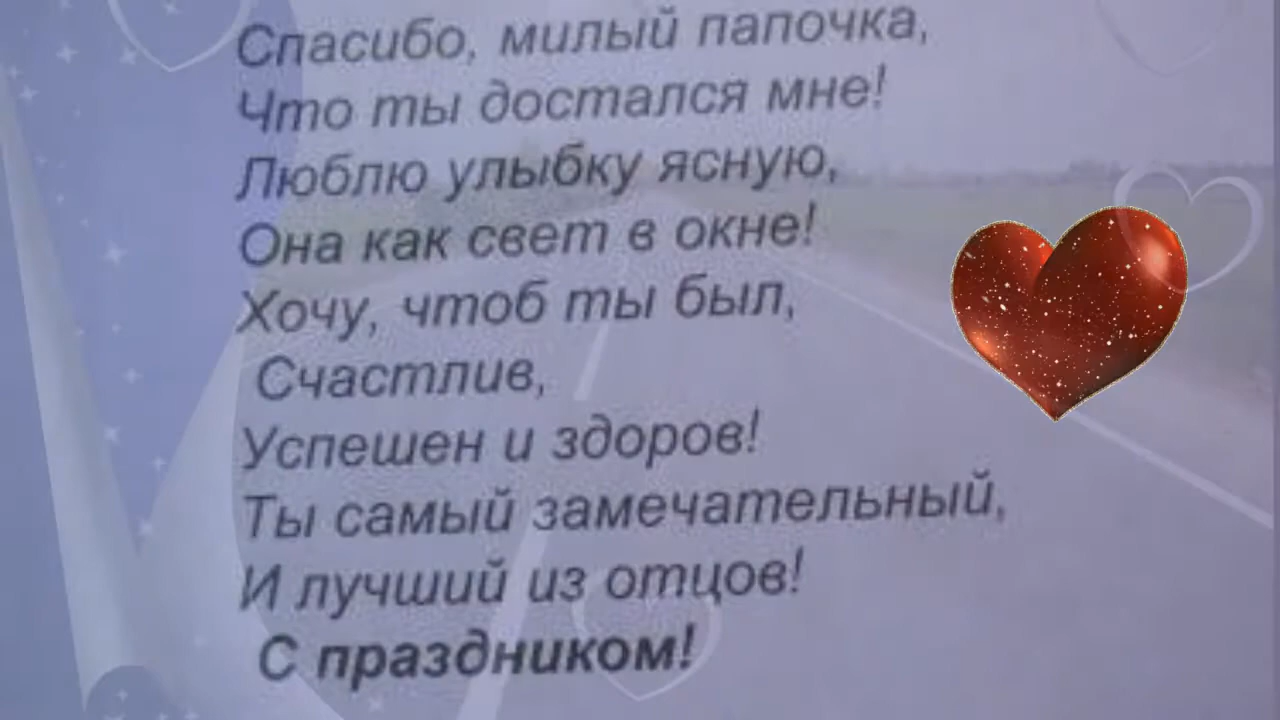 Спасибо, милый папочка,
Что ты достался мне!
Люблю улыбку ясную,
Она как свет в окне!
Хочу, чтоб ты был,
Счастлив,
Успешен и здоров!
Ты самый замечательный,
И лучший из отцов!
С праздником!